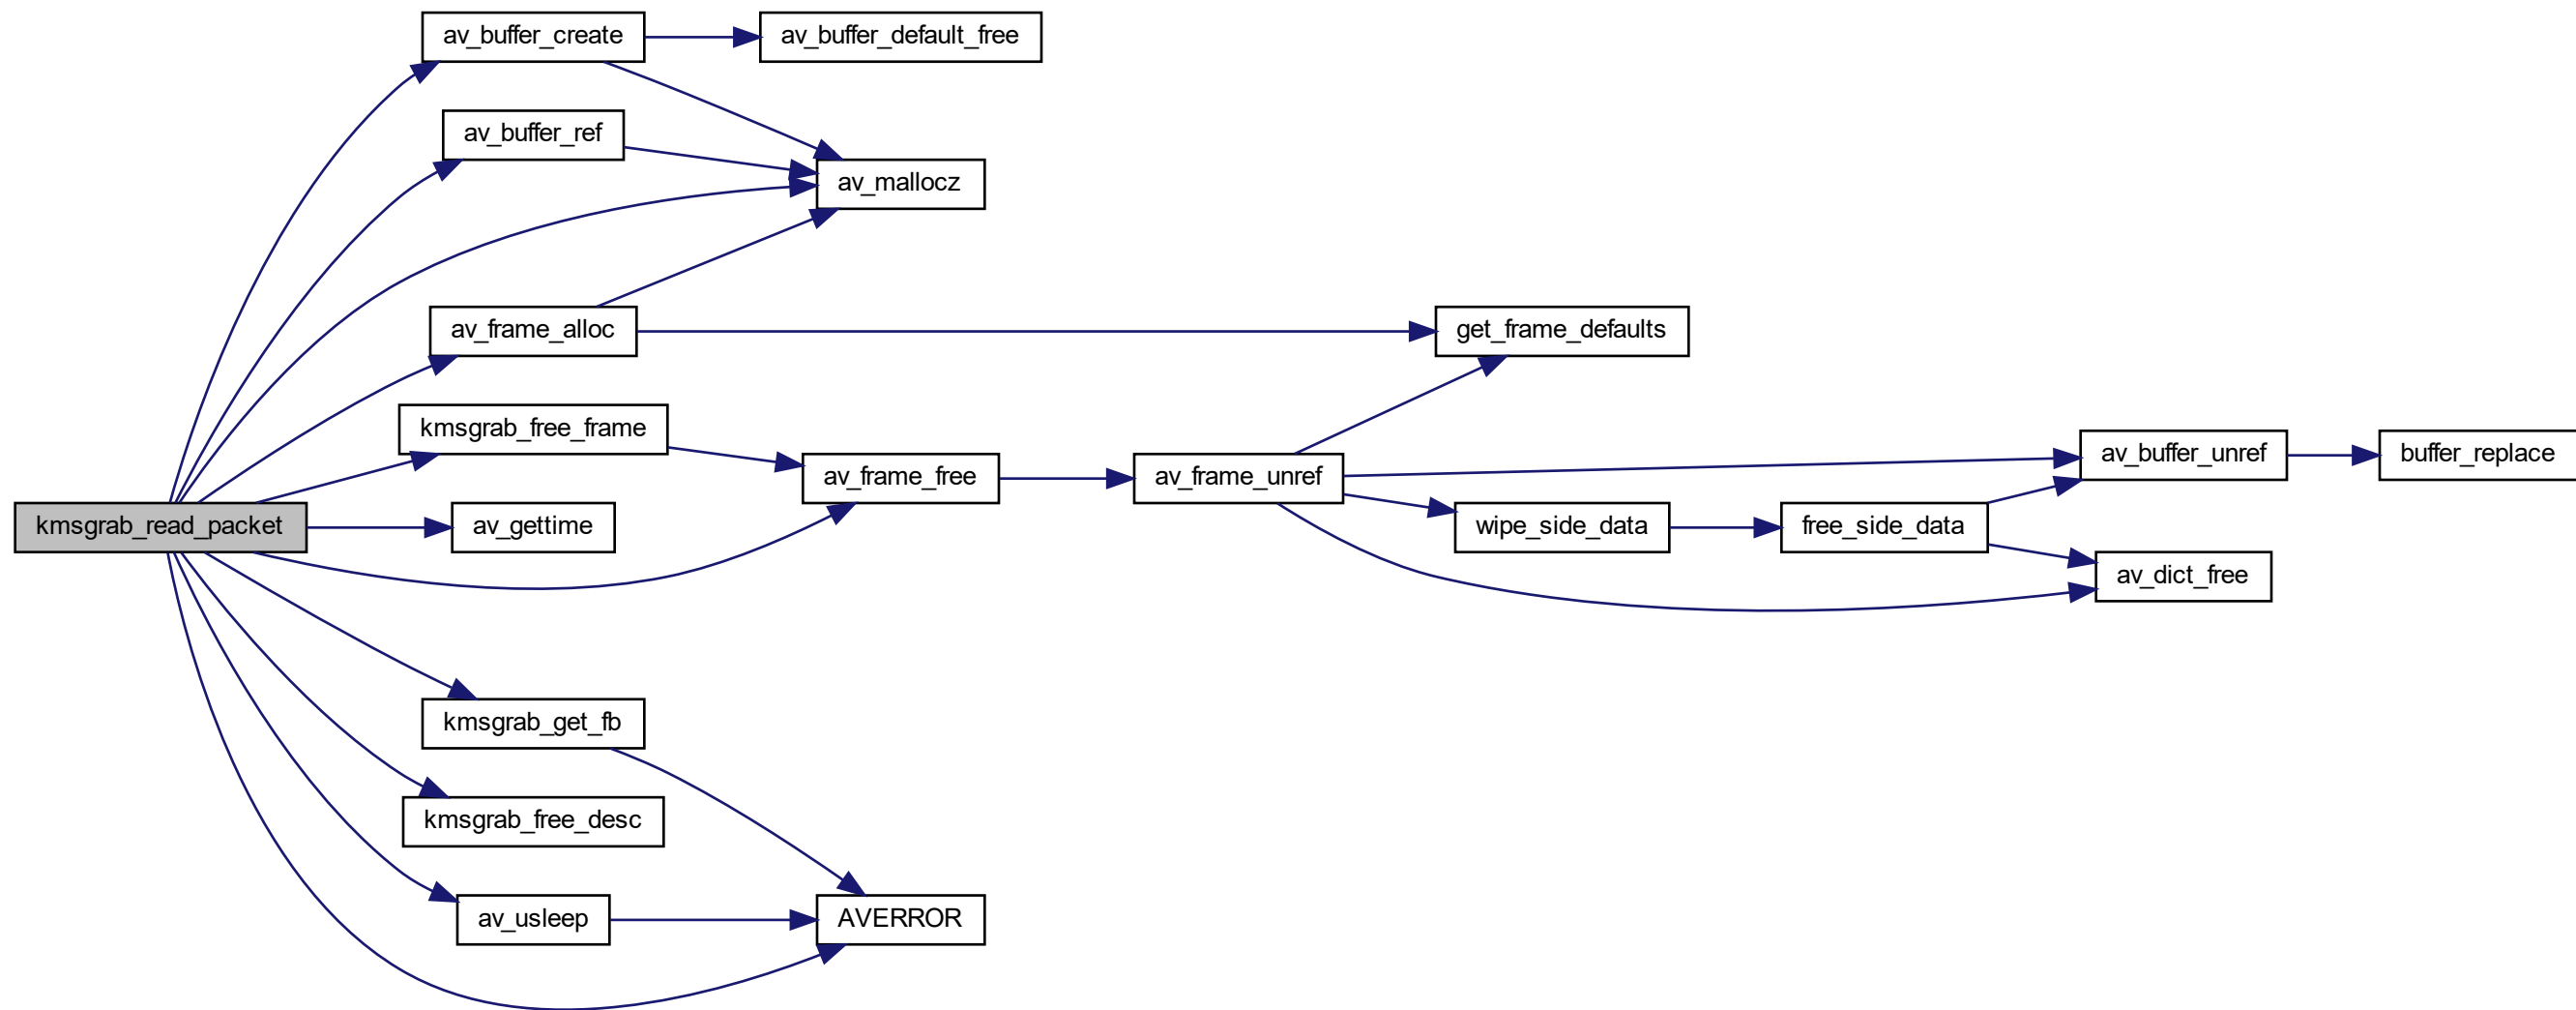 av_buffer_create
av_buffer_default_free
av_buffer_ref
av_mallocz
av_frame_alloc
get_frame_defaults
kmsgrab_free_frame
av_frame_free
av_frame_unref
av_buffer_unref
buffer_replace
kmsgrab_read_packet
av_gettime
wipe_side_data
free_side_data
av_dict_free
kmsgrab_get_fb
kmsgrab_free_desc
av_usleep
AVERROR